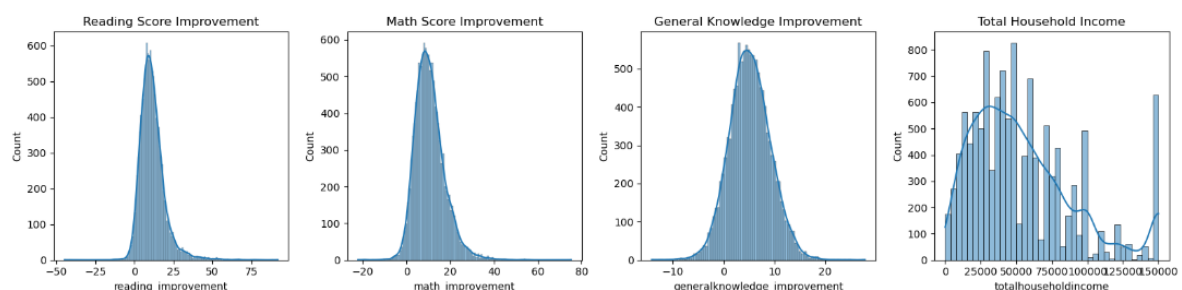 Reading Score Improvement
Count
600
500
400
300
200
100
0
−50 −25 0 25 50 75
reading_improvement
Math Score Improvement
Count
600
500
400
300
200
100
0
−20 0 20 40 60 80
math_improvement
General Knowledge Improvement
Count
500
400
300
200
100
0
−10 0 10 20
generalknowledge_improvement
Total Household Income
Count
800
700
600
500
400
300
200
100
0
0 25000 50000 75000 100000 125000 150000
totalhouseholdincome